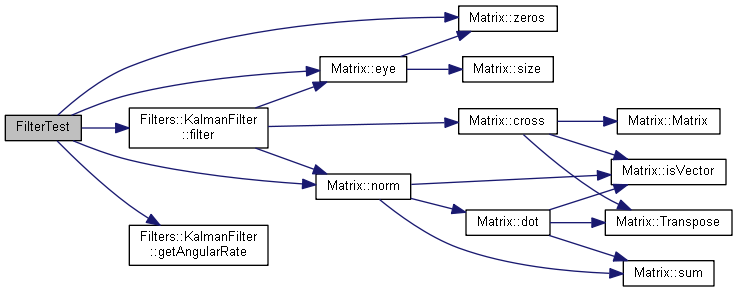 FilterTest
Matrix::zeros
Matrix::eye
Matrix::size
Filters::KalmanFilter
::filter
Matrix::cross
Matrix::Matrix
Matrix::isVector
Matrix::norm
Matrix::dot
Matrix::Transpose
Filters::KalmanFilter
::getAngularRate
Matrix::sum